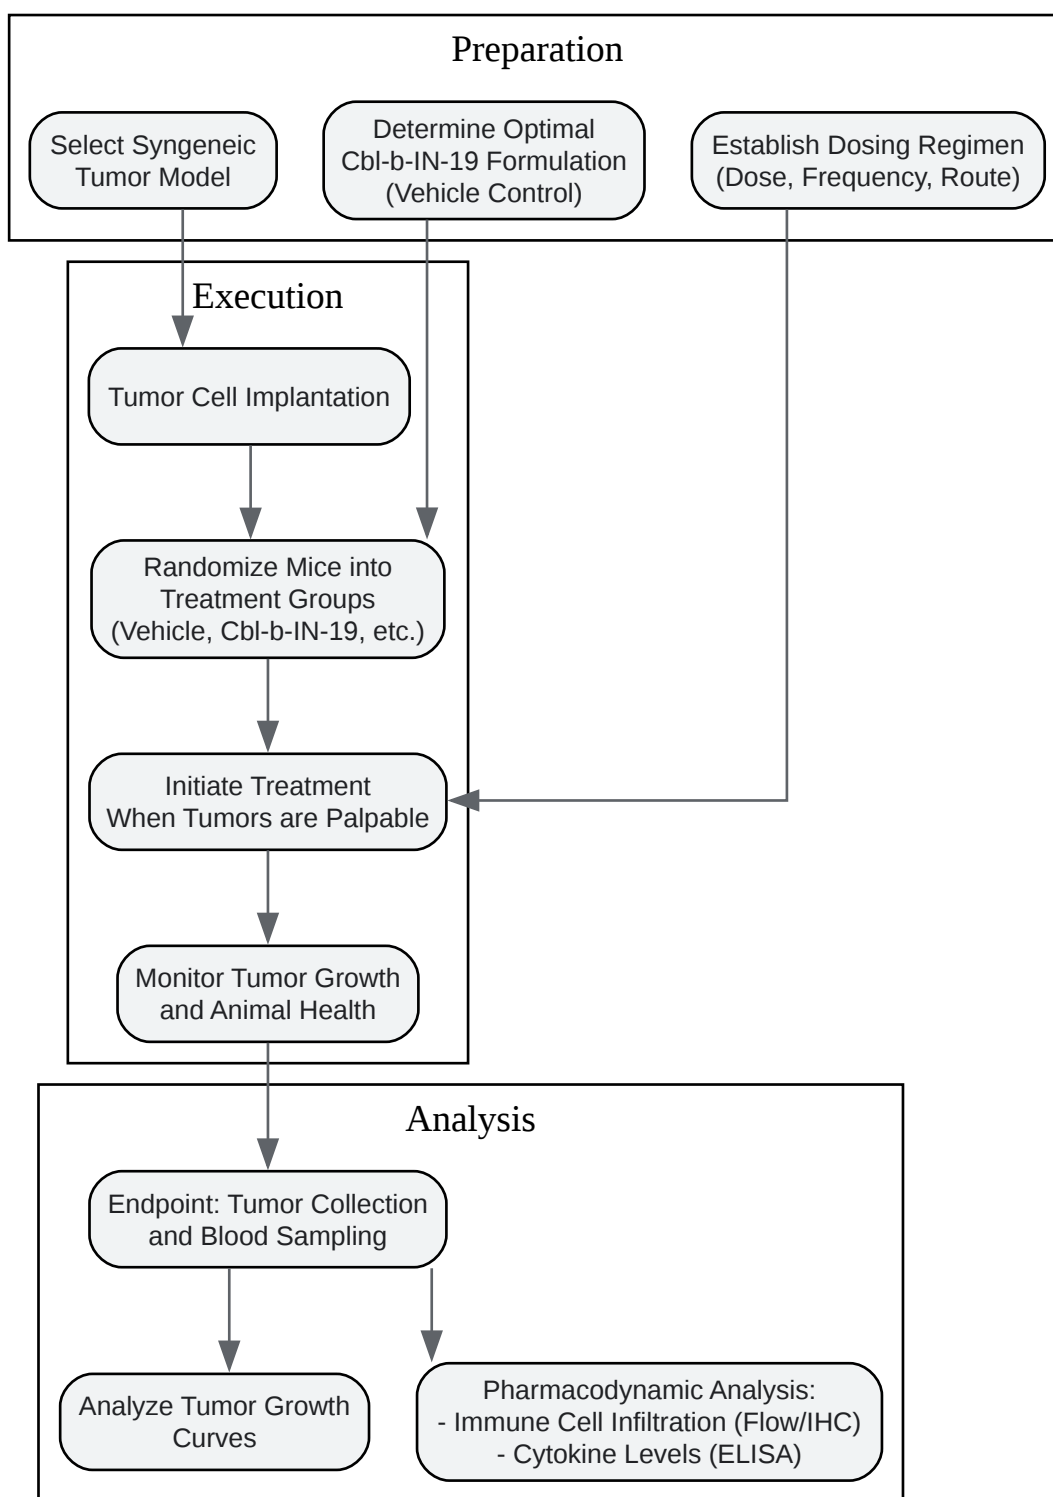 Preparation
Select Syngeneic
Tumor Model
Determine Optimal
Cbl-b-IN-19 Formulation
(Vehicle Control)
Establish Dosing Regimen
(Dose, Frequency, Route)
Execution
Tumor Cell Implantation
Randomize Mice into
Treatment Groups
(Vehicle, Cbl-b-IN-19, etc.)
Initiate Treatment
When Tumors are Palpable
Monitor Tumor Growth
and Animal Health
Analysis
Endpoint: Tumor Collection
and Blood Sampling
Analyze Tumor Growth
Curves
Pharmacodynamic Analysis:
- Immune Cell Infiltration (Flow/IHC)
- Cytokine Levels (ELISA)